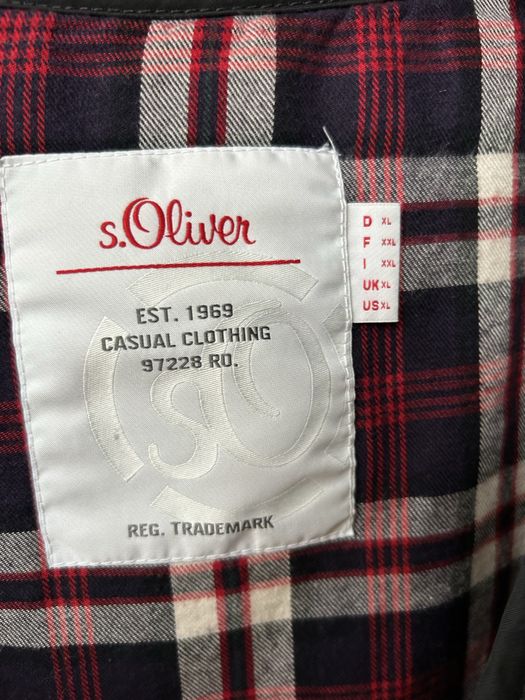 s.Oliver
EST. 1969
CASUAL CLOTHING
97228 RO.
REG. TRADEMARK
D XL
F XXL
I XXL
UK XL
US XL